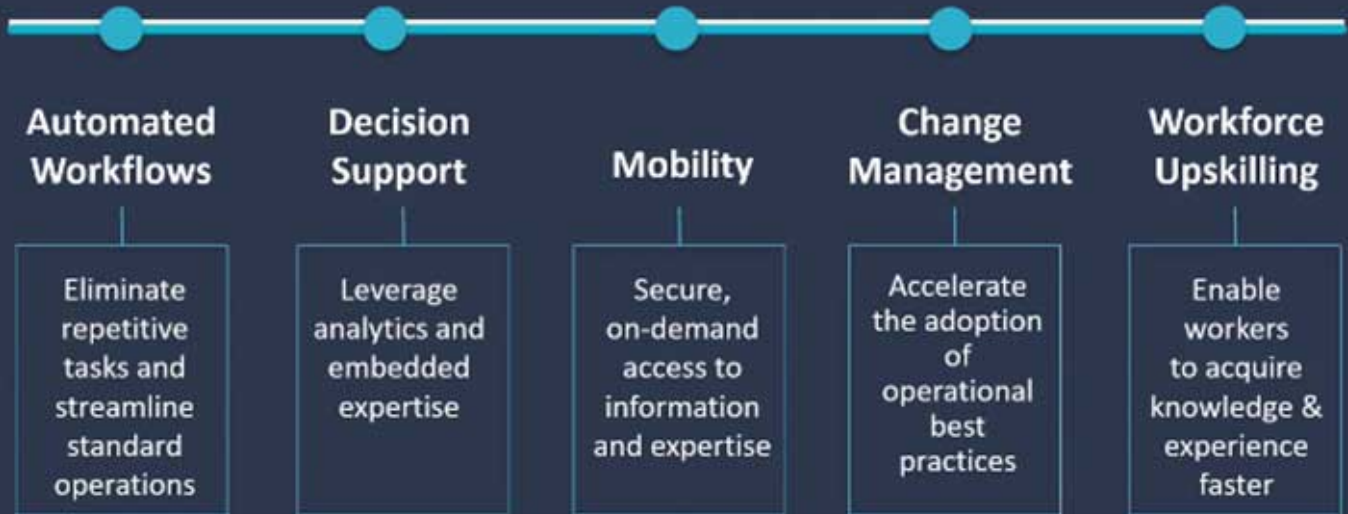 Automated
Workflows
Eliminate
repetitive
tasks and
streamline
standard
operations
Decision
Support
Leverage
analytics and
embedded
expertise
Mobility
Secure,
on-demand
access to
information
and expertise
Change
Management
Accelerate
the adoption
of
operational
best
practices
Workforce
Upskilling
Enable
workers
to acquire
knowledge &
experience
faster